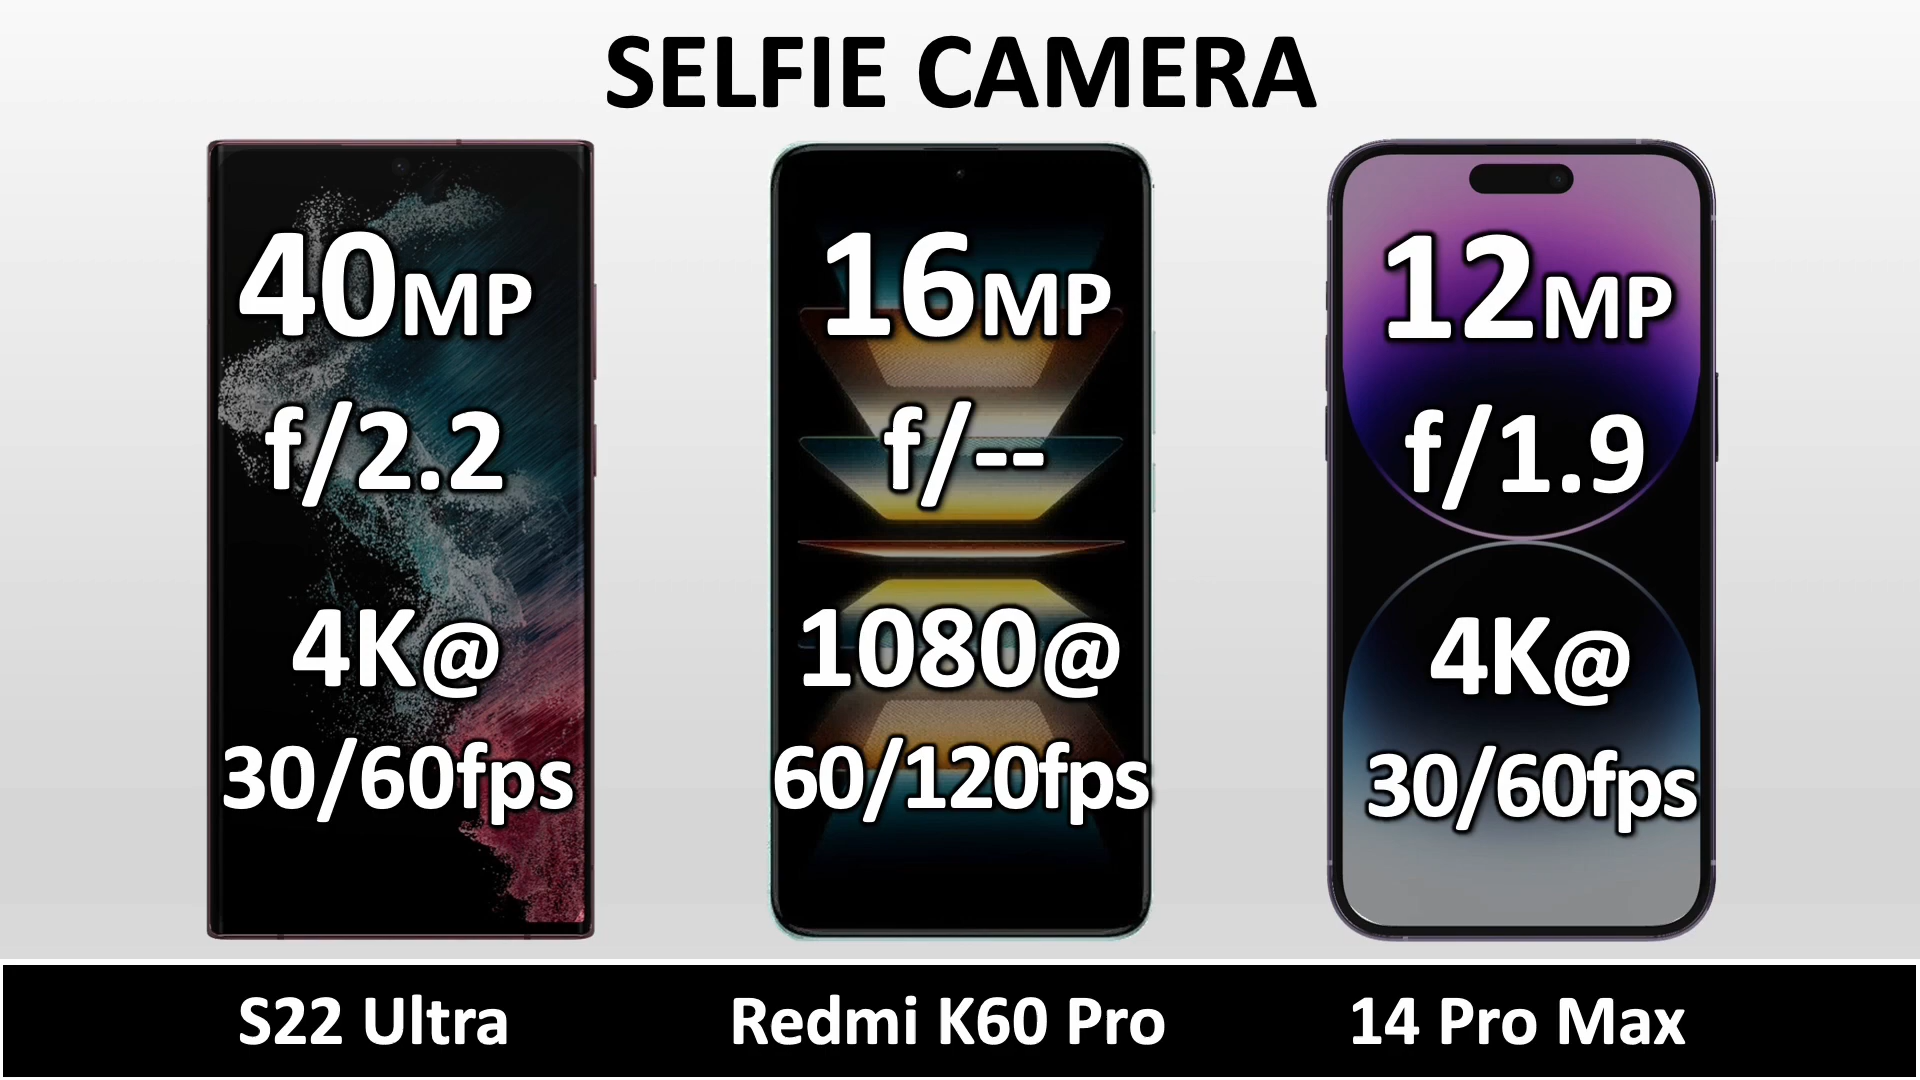 SELFIE CAMERA
40MP
f/2.2
4K@
30/60fps
16MP
f/--
1080@
60/120fps
12MP
f/1.9
4K@
30/60fps
S22 Ultra
Redmi K60 Pro
14 Pro Max